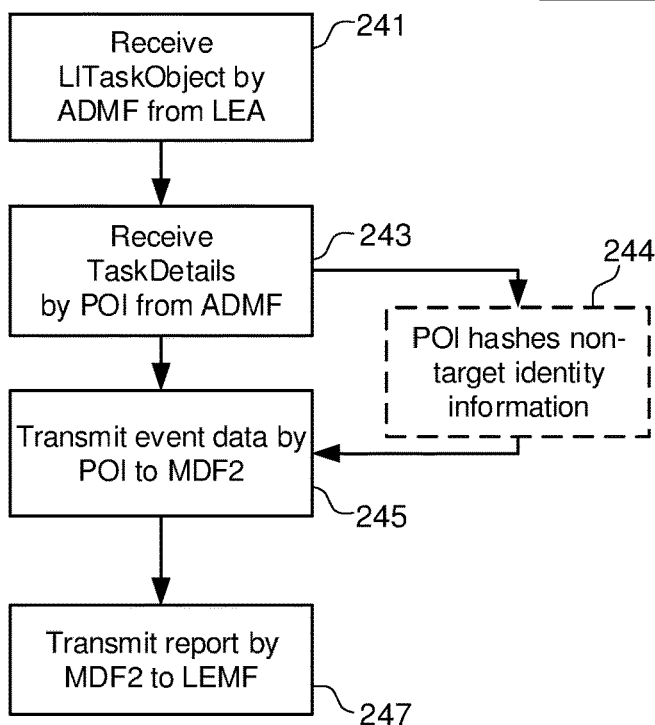 241
Receive
LITaskObject by
ADMF from LEA
243
Receive
TaskDetails
by POI from ADMF
244
POI hashes non-
target identity
information
Transmit event data by
POI to MDF2
245
Transmit report by
MDF2 to LEMF
247